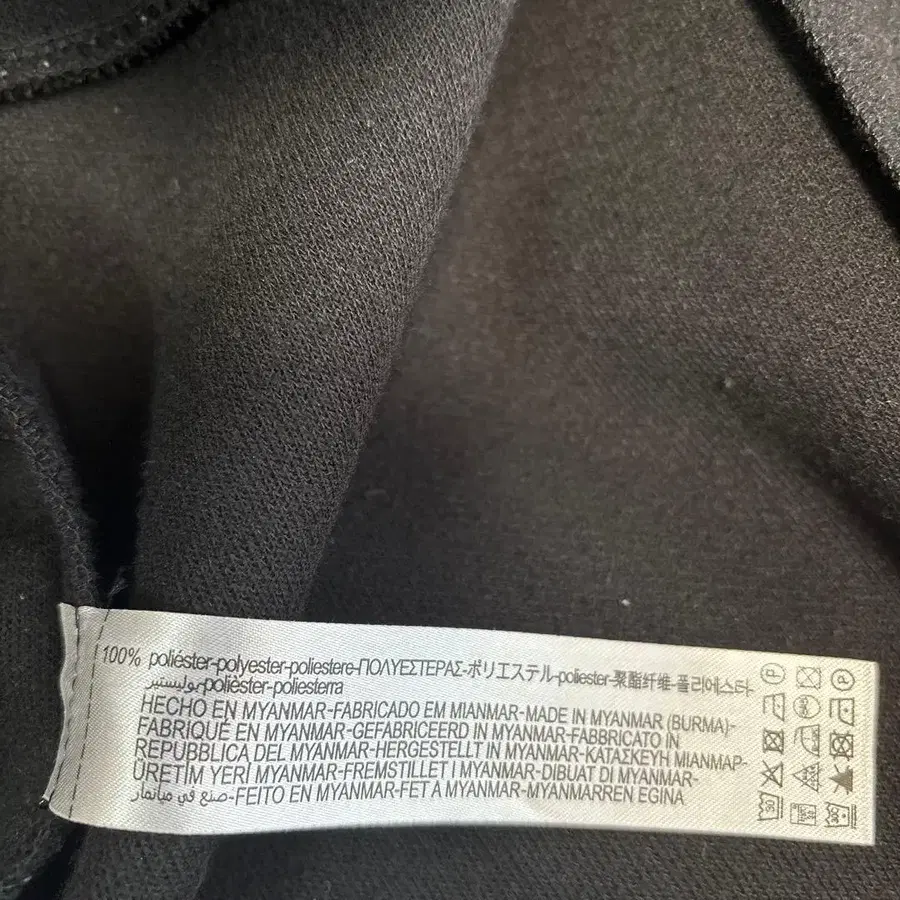 100% poliéster-polyester-poliestere-ΠΟΛΥΕΣΤΕΡΑΣ-ポリエステル-poliester-聚酯纤维-폴리에스터-
بوليستير-polièster-poliesterra
HECHO EN MYANMAR-FABRICADO EM MIANMAR-MADE IN MYANMAR (BURMA)-
FABRIQUÉ EN MYANMAR-GEFABRICEERD IN MYANMAR-FABBRICATO IN
REPUBBLICA DEL MYANMAR-HERGESTELLT IN MYANMAR-ΚΑΤΑΣΚΕΥΗ ΜΙΑΝΜΑΡ-
ÜRETİM YERİ MYANMAR-FREMSTILLET I MYANMAR-DIBUAT DI MYANMAR-
صنع في ميانمار-FEITO EN MYANMAR-FET A MYANMAR-MYANMARREN EGINA